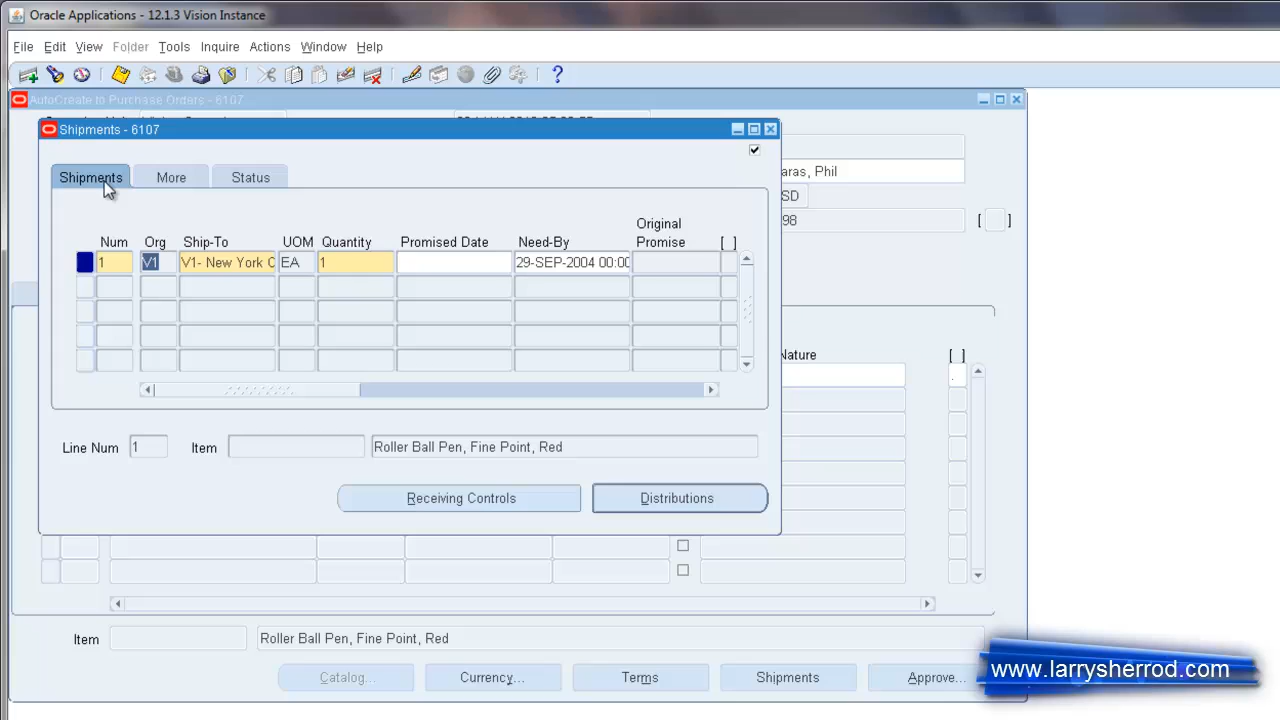 Oracle Applications - 12.1.3 Vision Instance
File Edit View Folder Tools Inquire Actions Window Help
AutoCreate to Purchase Orders - 6107
Shipments - 6107
aras, Phil
Shipments More Status
SD
98 [ ]
Original
Num Org Ship-To UOM Quantity Promised Date Need-By Promise [ ]
1 V1 V1- New York C EA 1 29-SEP-2004 00:00
Nature [ ]
.
Line Num 1 Item Roller Ball Pen, Fine Point, Red
Receiving Controls Distributions
Item Roller Ball Pen, Fine Point, Red
Catalog... Currency... Terms Shipments Approve...
www.larrysherrod.com